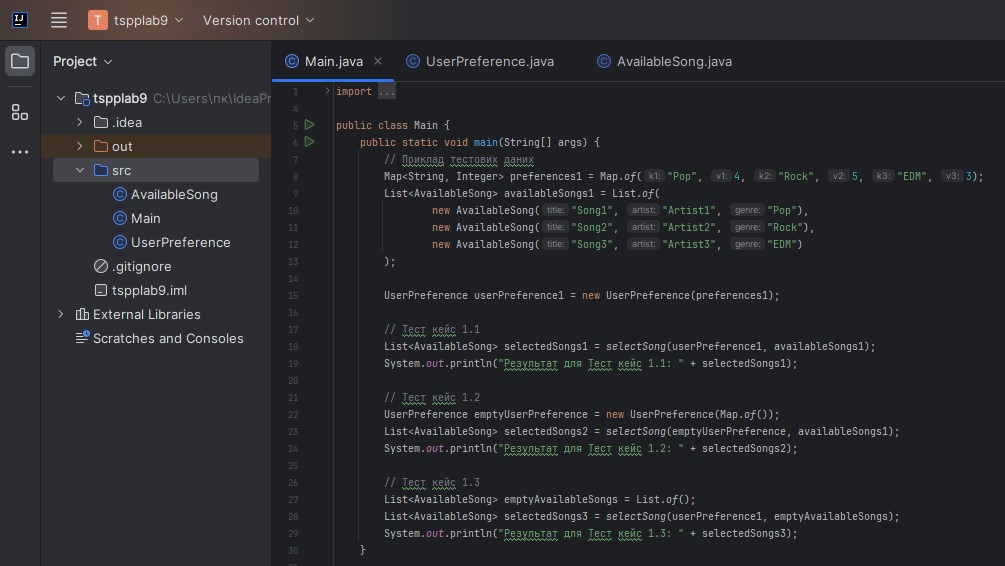 IJ T tspplab9 Version control
Project
Main.java UserPreference.java AvailableSong.java
tspplab9 C:\Users\пк\IdeaPr
.idea
out
src
AvailableSong
Main
UserPreference
.gitignore
tspplab9.iml
External Libraries
Scratches and Consoles
1 import ...
4
5 public class Main {
6 public static void main(String[] args) {
7 // Приклад тестових даних
8 Map<String, Integer> preferences1 = Map.of( k1: "Pop", v1: 4, k2: "Rock", v2: 5, k3: "EDM", v3: 3);
9 List<AvailableSong> availableSongs1 = List.of(
10 new AvailableSong( title: "Song1", artist: "Artist1", genre: "Pop"),
11 new AvailableSong( title: "Song2", artist: "Artist2", genre: "Rock"),
12 new AvailableSong( title: "Song3", artist: "Artist3", genre: "EDM")
13 );
14
15 UserPreference userPreference1 = new UserPreference(preferences1);
16
17 // Тест кейс 1.1
18 List<AvailableSong> selectedSongs1 = selectSong(userPreference1, availableSongs1);
19 System.out.println("Результат для Тест кейс 1.1: " + selectedSongs1);
20
21 // Тест кейс 1.2
22 UserPreference emptyUserPreference = new UserPreference(Map.of());
23 List<AvailableSong> selectedSongs2 = selectSong(emptyUserPreference, availableSongs1);
24 System.out.println("Результат для Тест кейс 1.2: " + selectedSongs2);
25
26 // Тест кейс 1.3
27 List<AvailableSong> emptyAvailableSongs = List.of();
28 List<AvailableSong> selectedSongs3 = selectSong(userPreference1, emptyAvailableSongs);
29 System.out.println("Результат для Тест кейс 1.3: " + selectedSongs3);
30 }